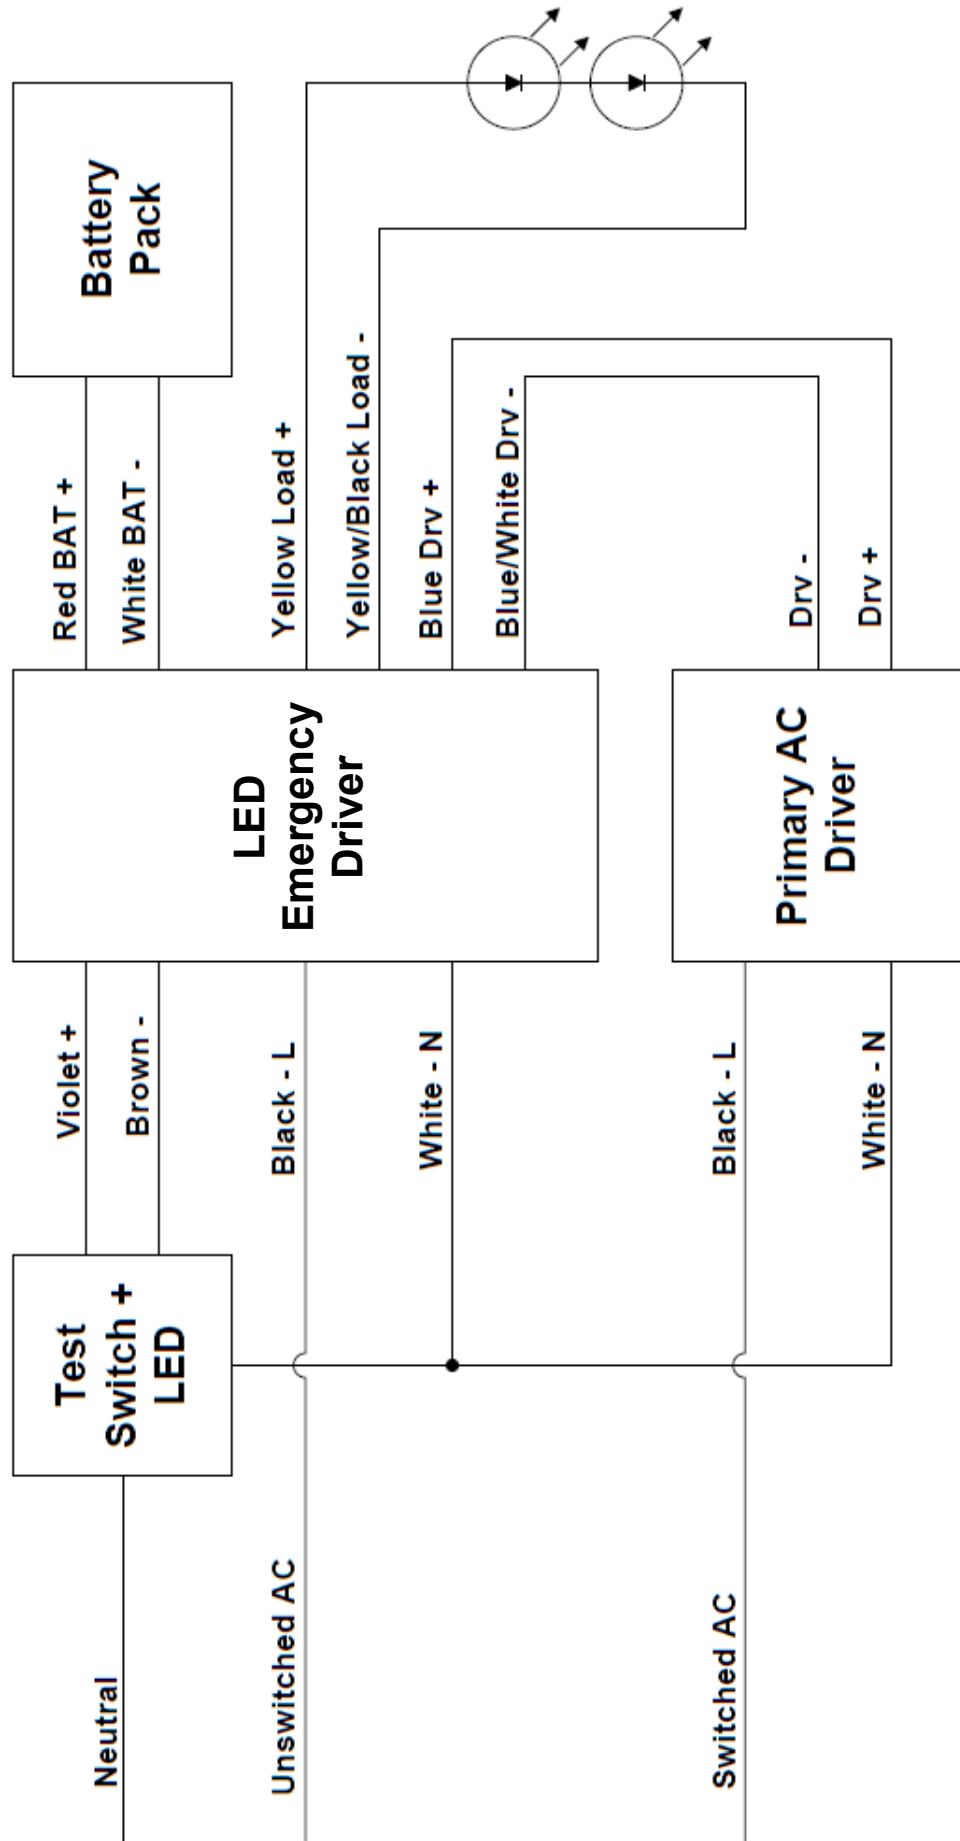 Battery
Pack
Red BAT +
White BAT -
Yellow Load +
Yellow/Black Load -
Blue Drv +
Blue/White Drv -
Drv -
Drv +
LED
Emergency
Driver
Primary AC
Driver
Violet +
Brown -
Black - L
White - N
Black - L
White - N
Test
Switch +
LED
Neutral
Unswitched AC
Switched AC